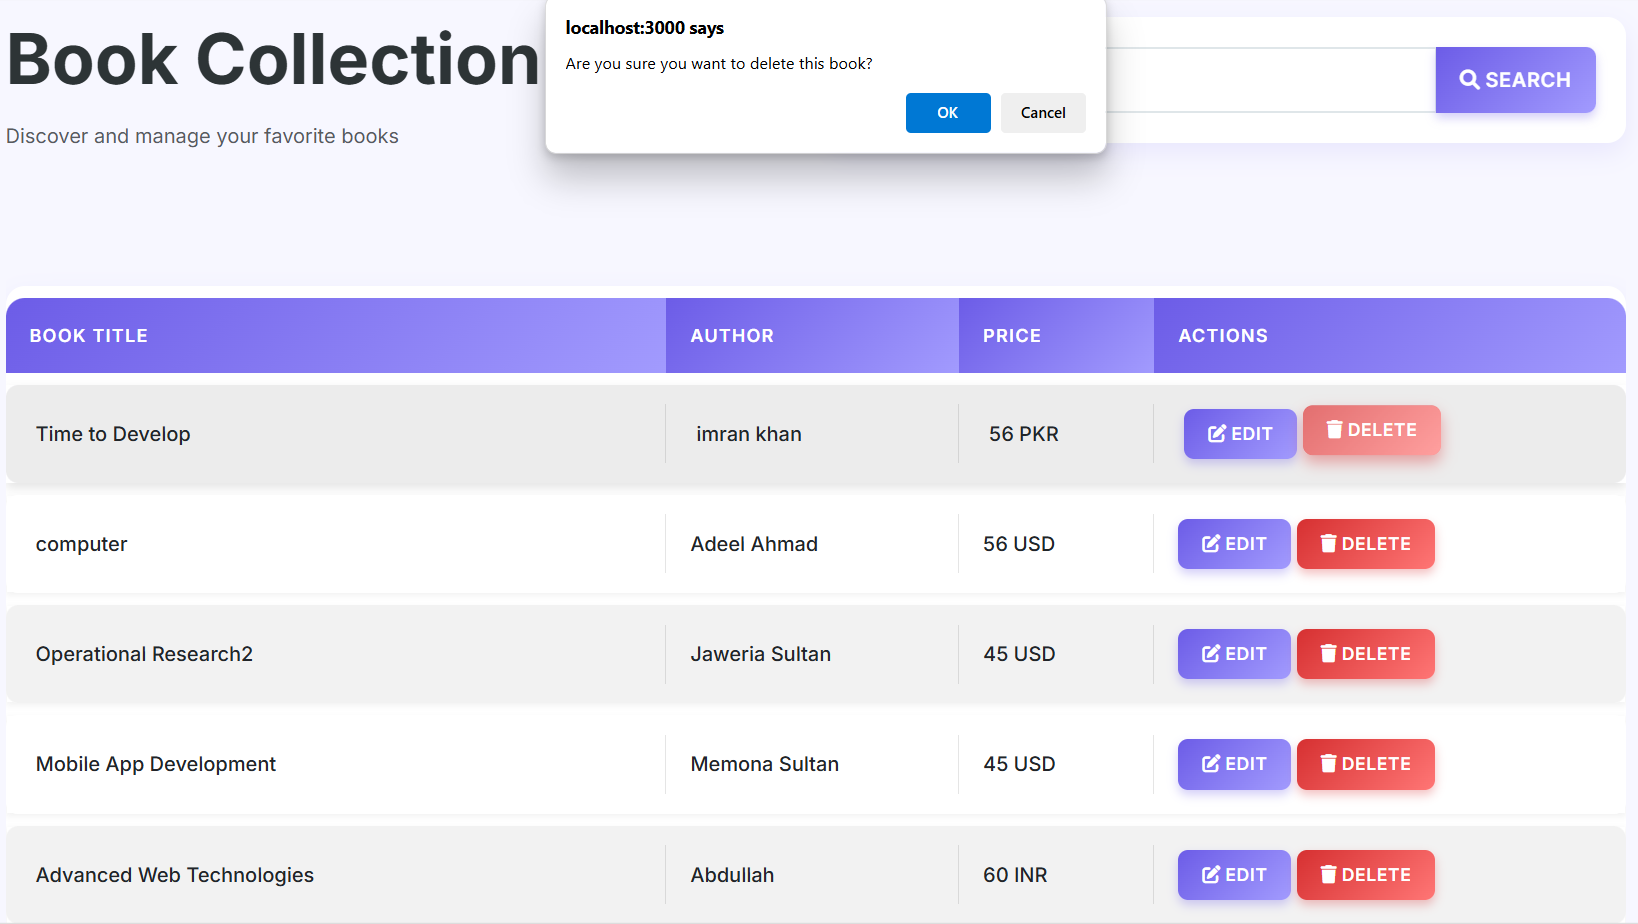 Book Collection
Discover and manage your favorite books
localhost:3000 says
Are you sure you want to delete this book?
OK Cancel
SEARCH
BOOK TITLE AUTHOR PRICE ACTIONS
Time to Develop imran khan 56 PKR EDIT DELETE
computer Adeel Ahmad 56 USD EDIT DELETE
Operational Research2 Jaweria Sultan 45 USD EDIT DELETE
Mobile App Development Memona Sultan 45 USD EDIT DELETE
Advanced Web Technologies Abdullah 60 INR EDIT DELETE